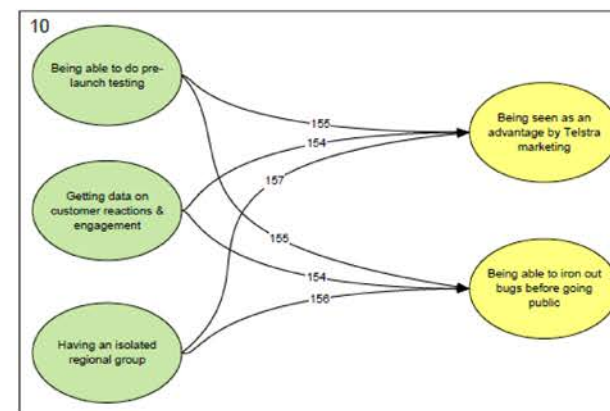 10
Being able to do pre-
launch testing
Getting data on
customer reactions &
engagement
Having an isolated
regional group
155
154
157
155
154
156
Being seen as an
advantage by Telstra
marketing
Being able to iron out
bugs before going
public